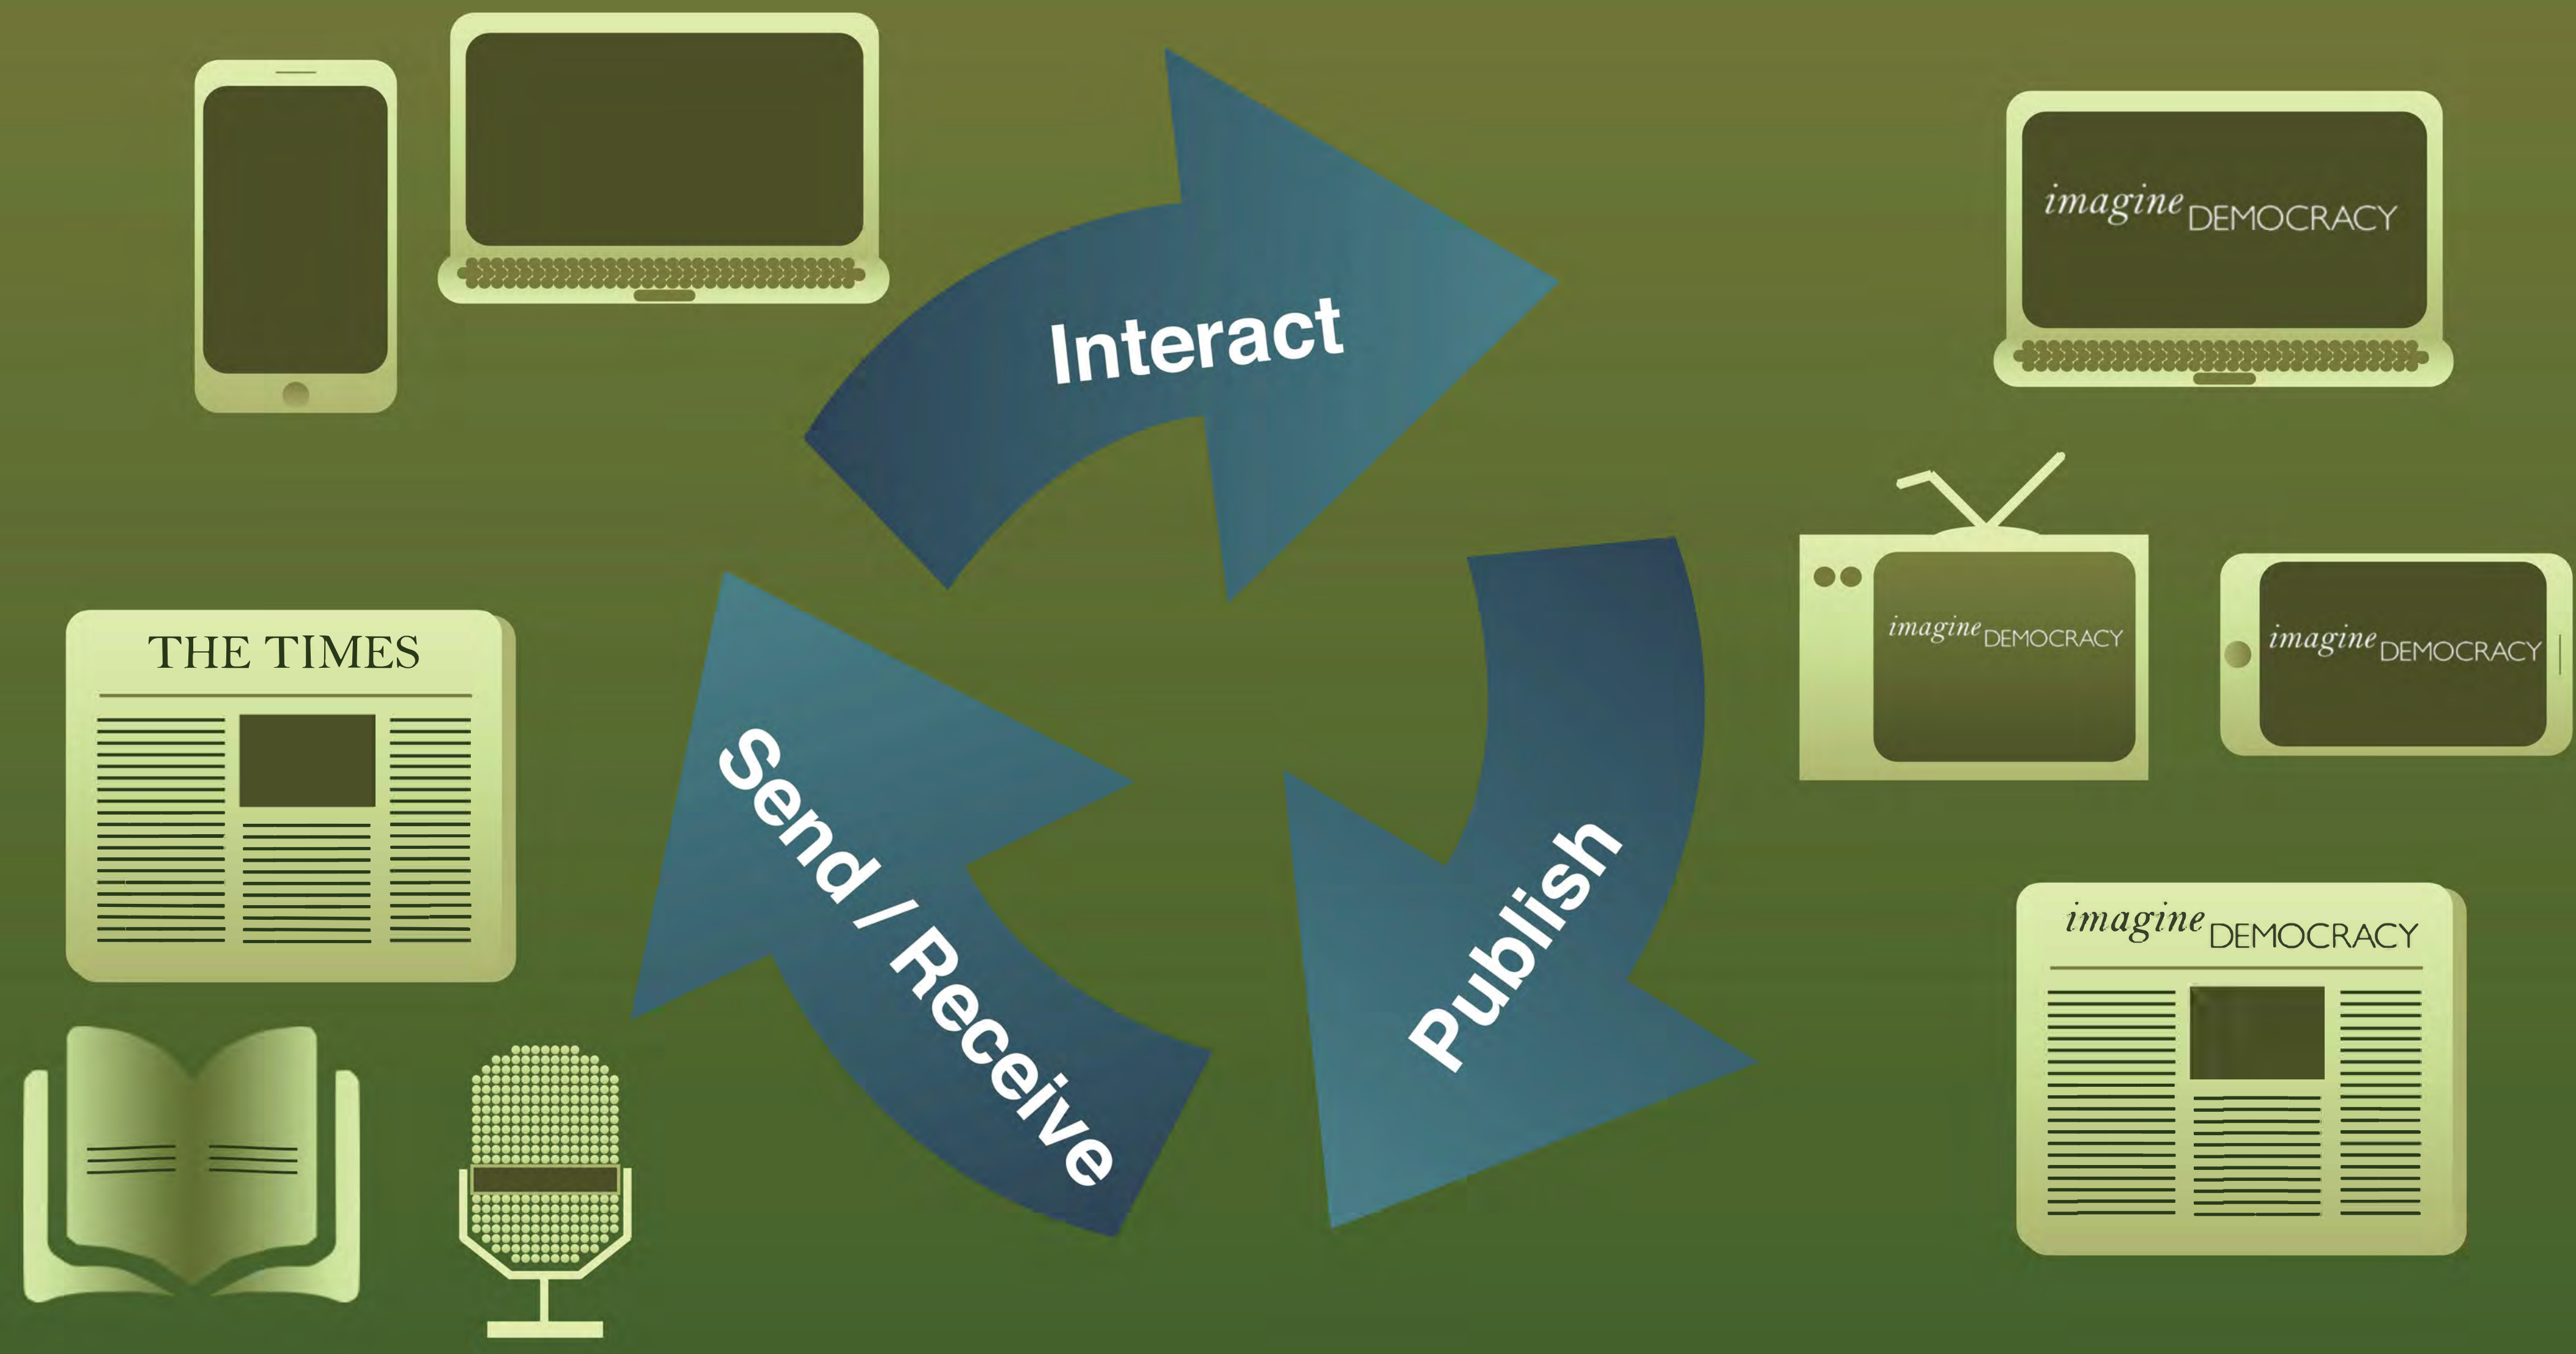 Interact
imagine DEMOCRACY
imagine DEMOCRACY
imagine DEMOCRACY
THE TIMES
Send / Receive
Publish
imagine DEMOCRACY